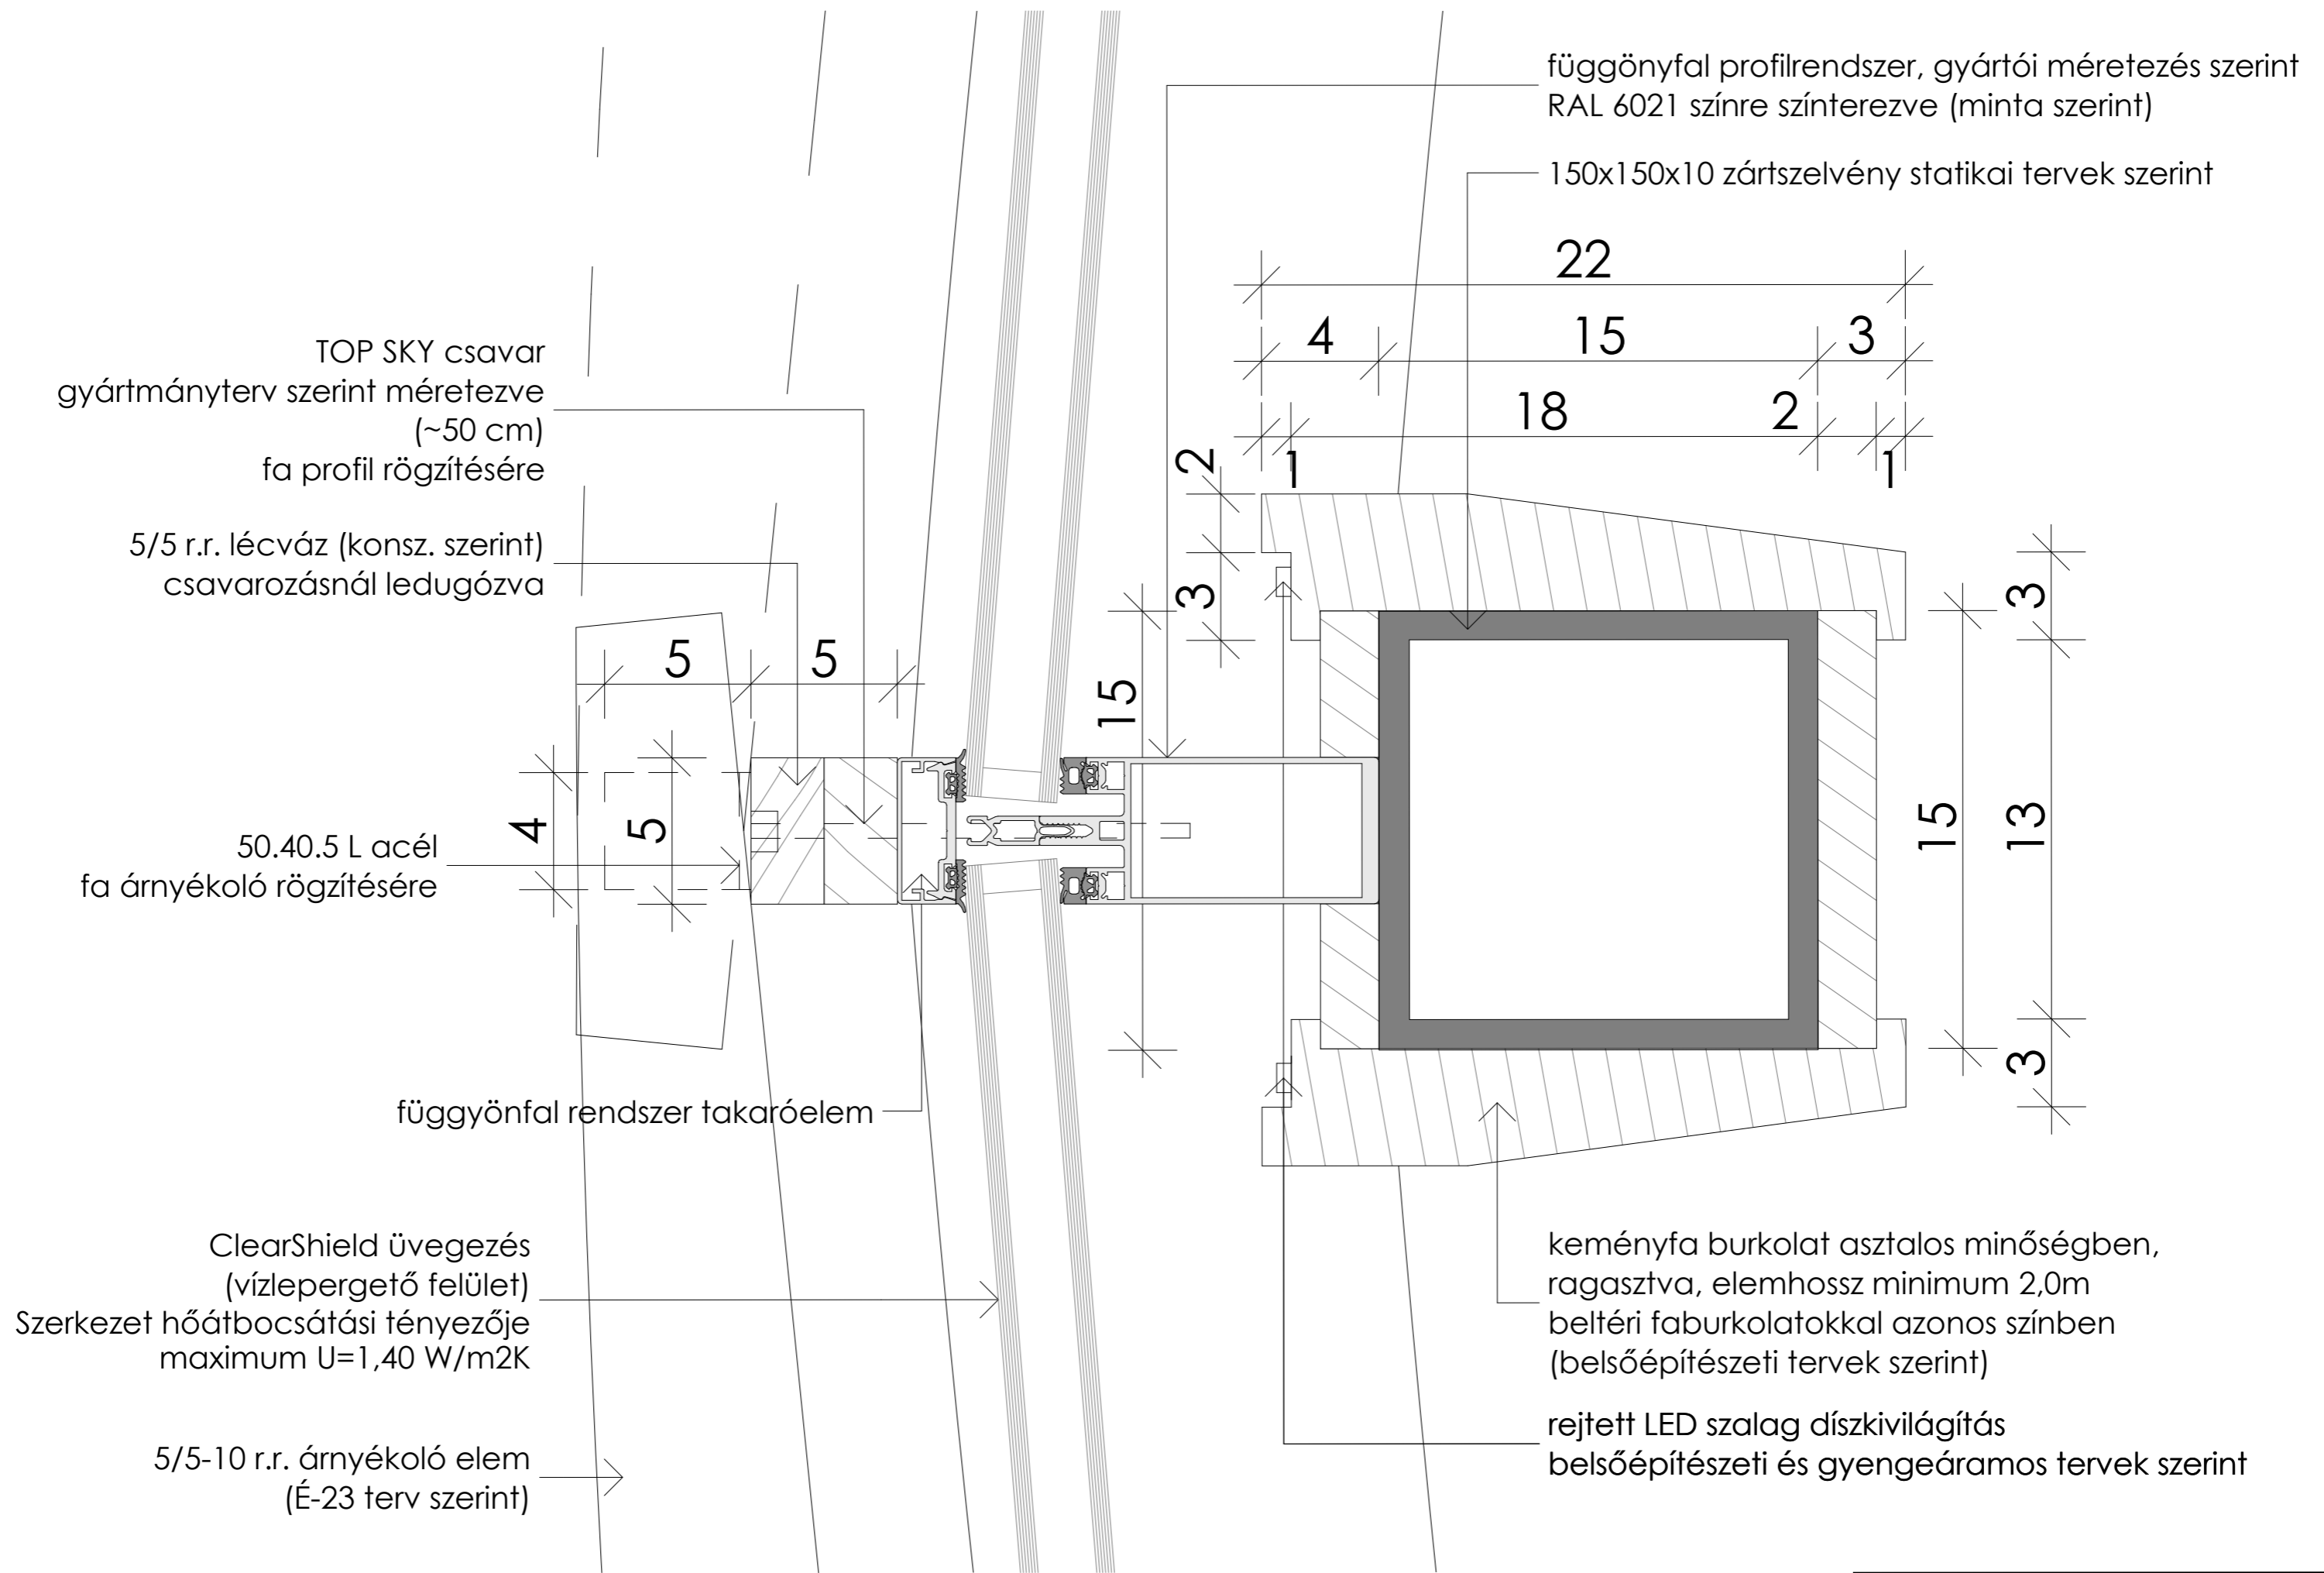 függönyfal profilrendszer, gyártói méretezés szerint
RAL 6021 színre színterezve (minta szerint)
150x150x10 zártszelvény statikai tervek szerint
22
4
15
3
18
2
1
1
TOP SKY csavar
gyártmányterv szerint méretezve
(~50 cm)
fa profil rögzítésére
5/5 r.r. lécváz (konsz. szerint)
csavarozásnál ledugózva
2
3
15
5
5
4
5
3
15
13
3
50.40.5 L acél
fa árnyékoló rögzítésére
függyönfal rendszer takaróelem
ClearShield üvegezés
(vízlepergető felület)
Szerkezet hőátbocsátási tényezője
maximum U=1,40 W/m2K
5/5-10 r.r. árnyékoló elem
(É-23 terv szerint)
keményfa burkolat asztalos minőségben,
ragasztva, elemhossz minimum 2,0m
beltéri faburkolatokkal azonos színben
(belsőépítészeti tervek szerint)
rejtett LED szalag díszkivilágítás
belsőépítészeti és gyengeáramos tervek szerint